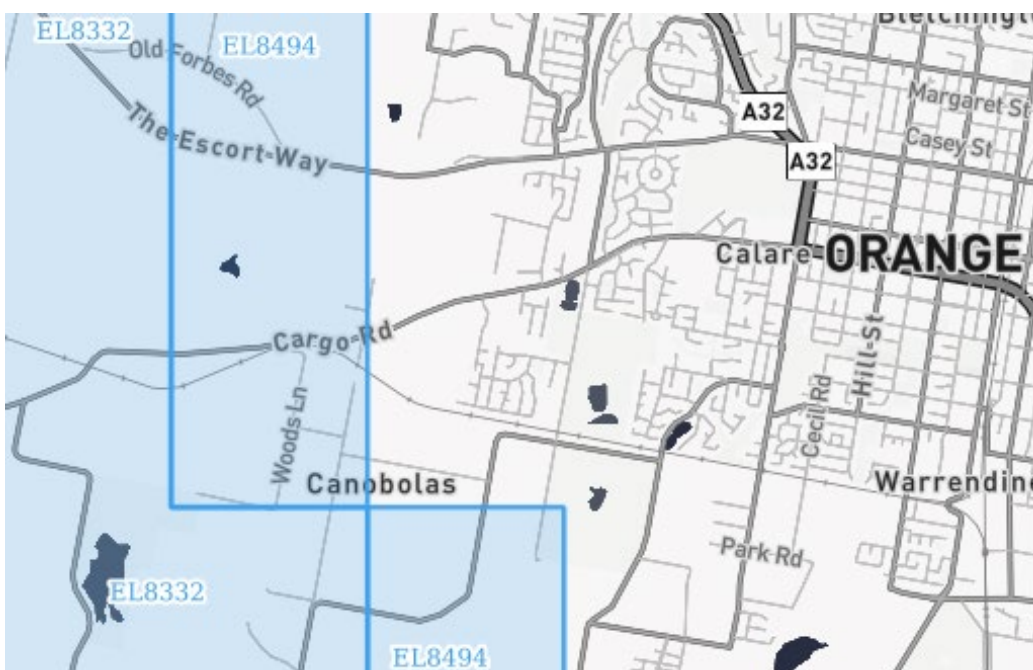 Bletchingt
EL8332
EL8494
Old Forbes Rd
Margaret St
A32
The-Escort-Way
Casey St
A32
Calare
ORANGE
Cargo-Rd
Hill-St
Woods Ln
Cecil Rd
Canobolas
Warrendine
Park Rd
EL8332
EL8494